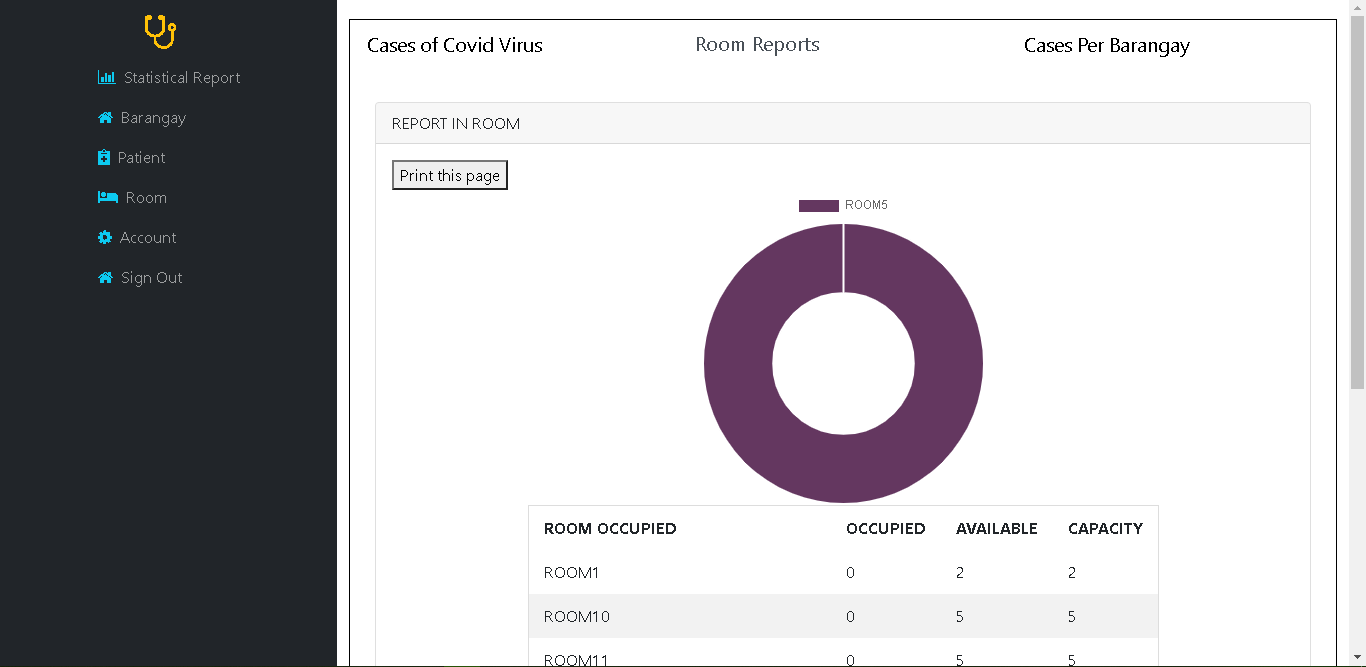 Statistical Report
Barangay
Patient
Room
Account
Sign Out
Cases of Covid Virus Room Reports Cases Per Barangay
REPORT IN ROOM
Print this page
ROOM5
ROOM OCCUPIED OCCUPIED AVAILABLE CAPACITY
ROOM1 0 2 2
ROOM10 0 5 5
ROOM11 0 5 5